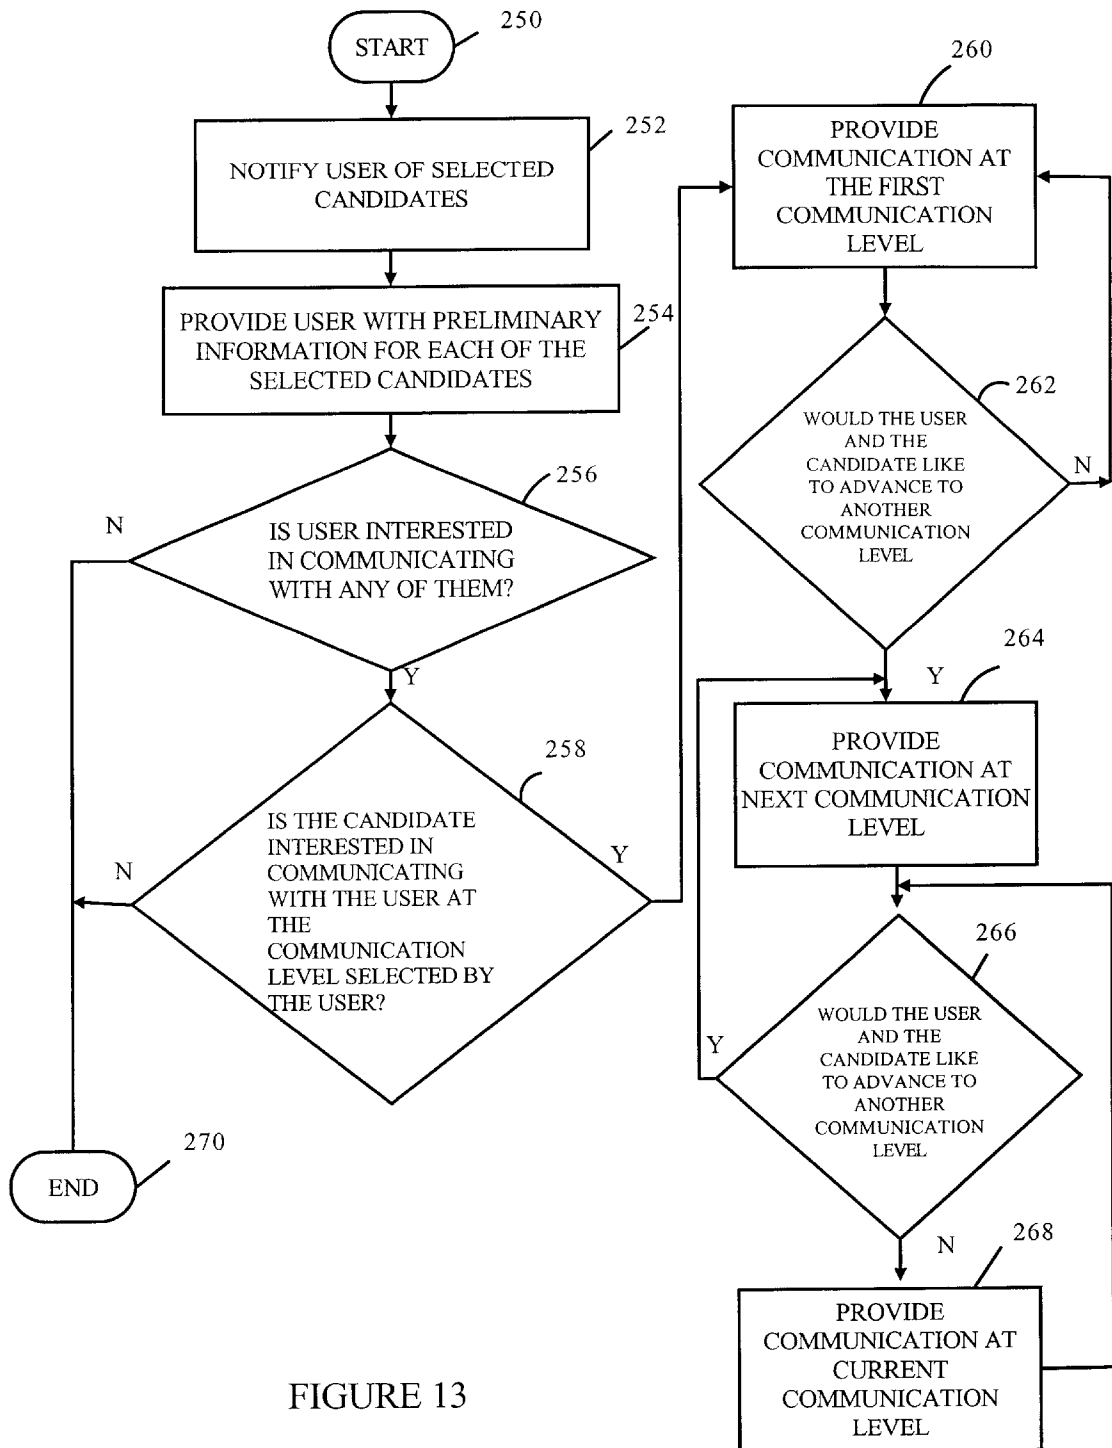 START
250
NOTIFY USER OF SELECTED
CANDIDATES
252
PROVIDE USER WITH PRELIMINARY
INFORMATION FOR EACH OF THE
SELECTED CANDIDATES
254
IS USER INTERESTED
IN COMMUNICATING
WITH ANY OF THEM?
256
N
Y
IS THE CANDIDATE
INTERESTED IN
COMMUNICATING
WITH THE USER AT
THE
COMMUNICATION
LEVEL SELECTED BY
THE USER?
258
N
Y
END
270
PROVIDE
COMMUNICATION AT
THE FIRST
COMMUNICATION
LEVEL
260
WOULD THE USER
AND THE
CANDIDATE LIKE
TO ADVANCE TO
ANOTHER
COMMUNICATION
LEVEL
262
N
Y
PROVIDE
COMMUNICATION AT
NEXT COMMUNICATION
LEVEL
264
WOULD THE USER
AND THE
CANDIDATE LIKE
TO ADVANCE TO
ANOTHER
COMMUNICATION
LEVEL
266
Y
N
PROVIDE
COMMUNICATION AT
CURRENT
COMMUNICATION
LEVEL
268
FIGURE 13